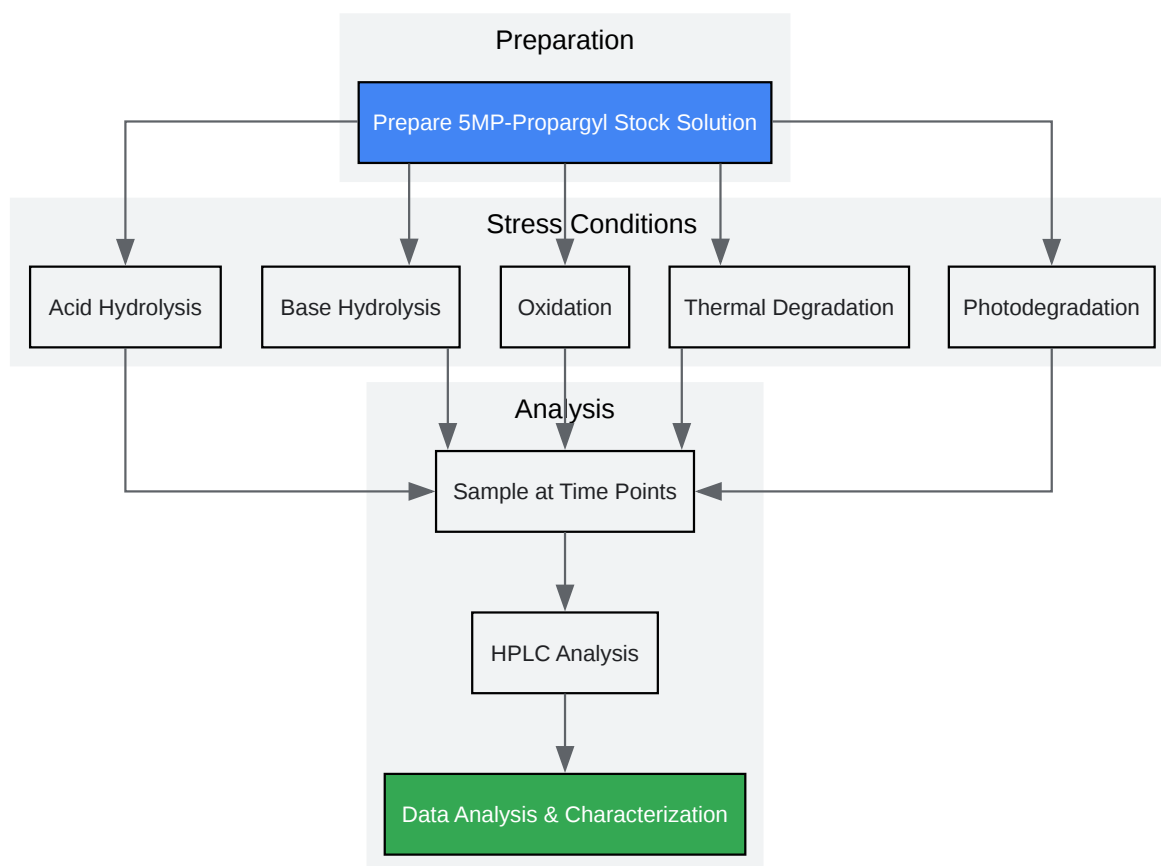 Preparation
Prepare 5MP-Propargyl Stock Solution
Stress Conditions
Acid Hydrolysis
Base Hydrolysis
Oxidation
Thermal Degradation
Photodegradation
Analysis
Sample at Time Points
HPLC Analysis
Data Analysis & Characterization